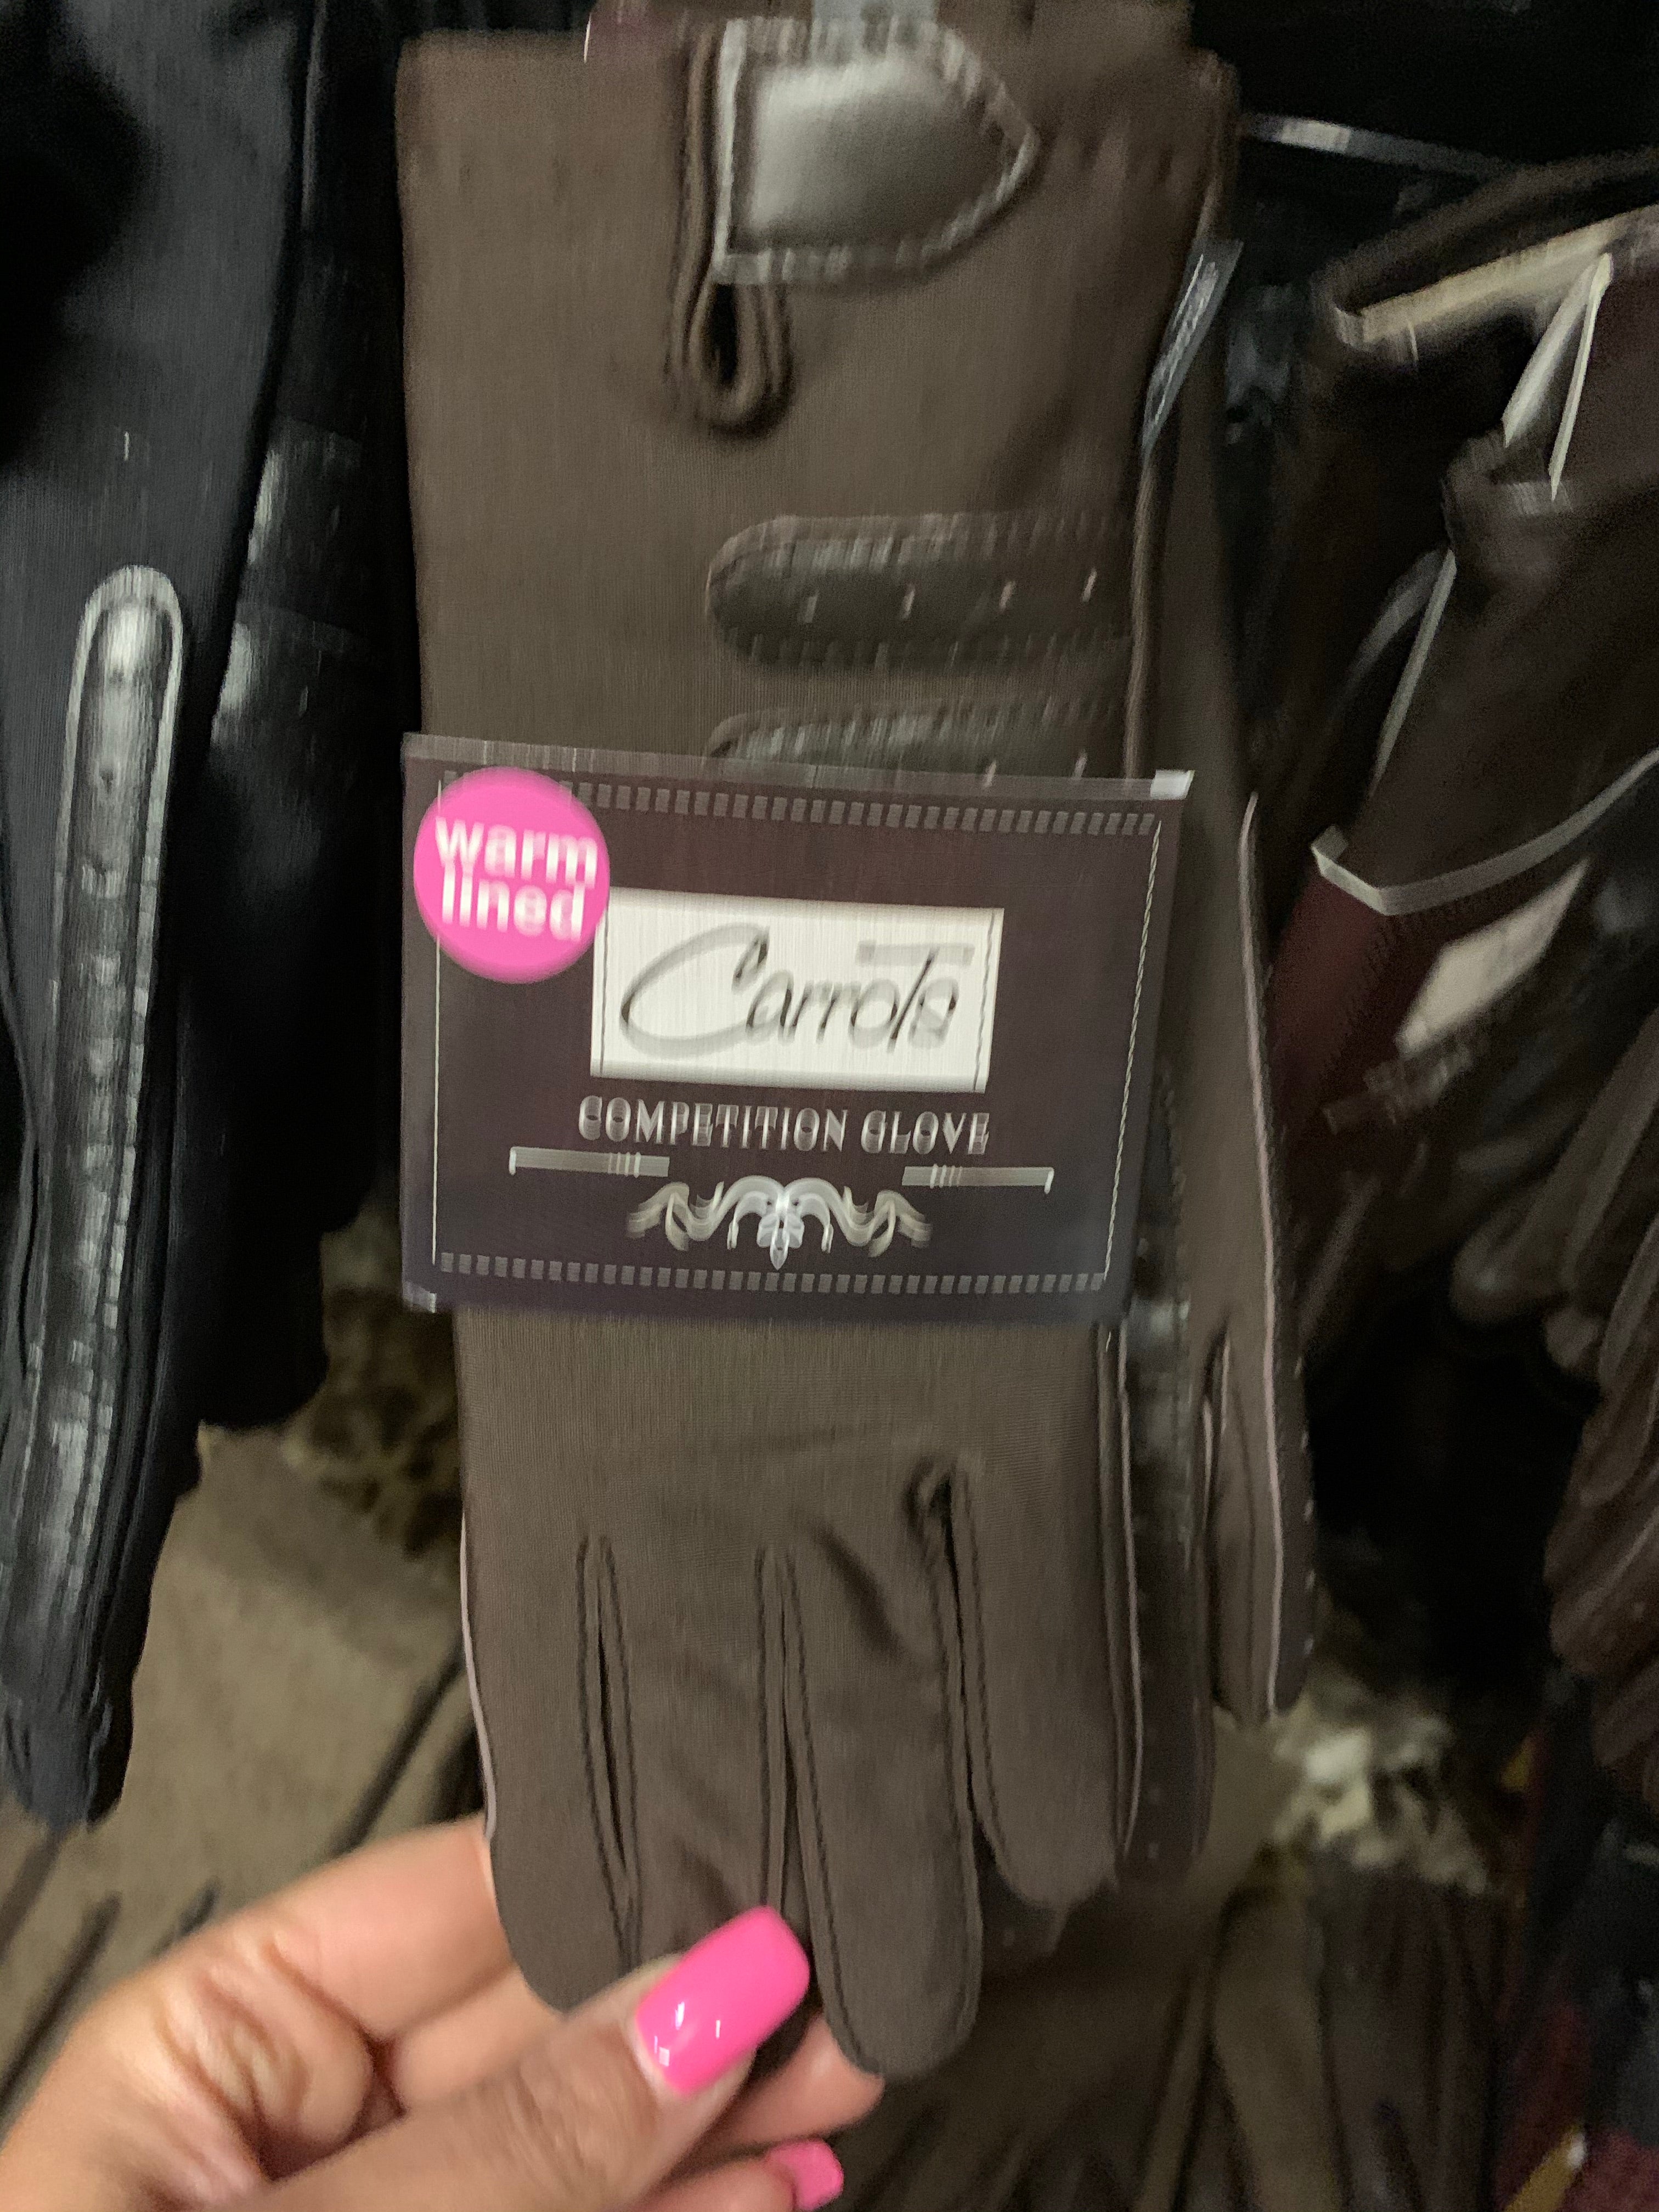 warm
lined
Carrots
COMPETITION GLOVE